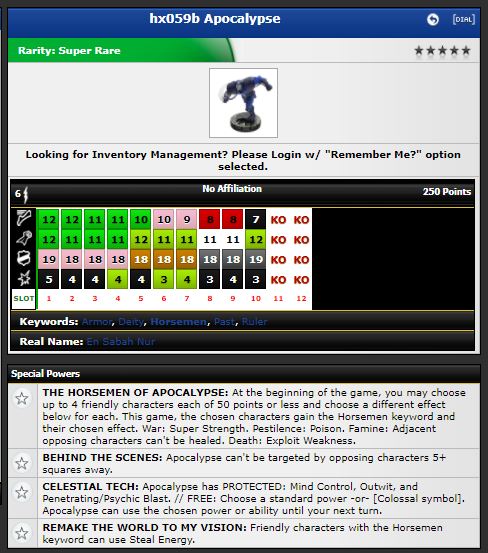 hx059b Apocalypse
[DIAL]
Rarity: Super Rare
Looking for Inventory Management? Please Login w/ "Remember Me?" option
selected.
6
No Affiliation
250 Points
12 12 11 11 10 10 9 8 8 7 KO KO
12 11 11 11 12 11 11 11 11 12 KO KO
19 18 18 18 18 18 18 18 18 19 KO KO
5 4 4 4 4 3 4 3 4 3 KO KO
SLOT 1 2 3 4 5 6 7 8 9 10 11 12
Keywords: Armor, Deity, Horsemen, Past, Ruler
Real Name: En Sabah Nur
Special Powers
THE HORSEMEN OF APOCALYPSE: At the beginning of the game, you may choose
up to 4 friendly characters each of 50 points or less and choose a different effect
below for each. This game, the chosen characters gain the Horsemen keyword and
their chosen effect. War: Super Strength. Pestilence: Poison. Famine: Adjacent
opposing characters can't be healed. Death: Exploit Weakness.
BEHIND THE SCENES: Apocalypse can't be targeted by opposing characters 5+
squares away.
CELESTIAL TECH: Apocalypse has PROTECTED: Mind Control, Outwit, and
Penetrating/Psychic Blast. // FREE: Choose a standard power -or- [Colossal symbol].
Apocalypse can use the chosen power or ability until your next turn.
REMAKE THE WORLD TO MY VISION: Friendly characters with the Horsemen
keyword can use Steal Energy.